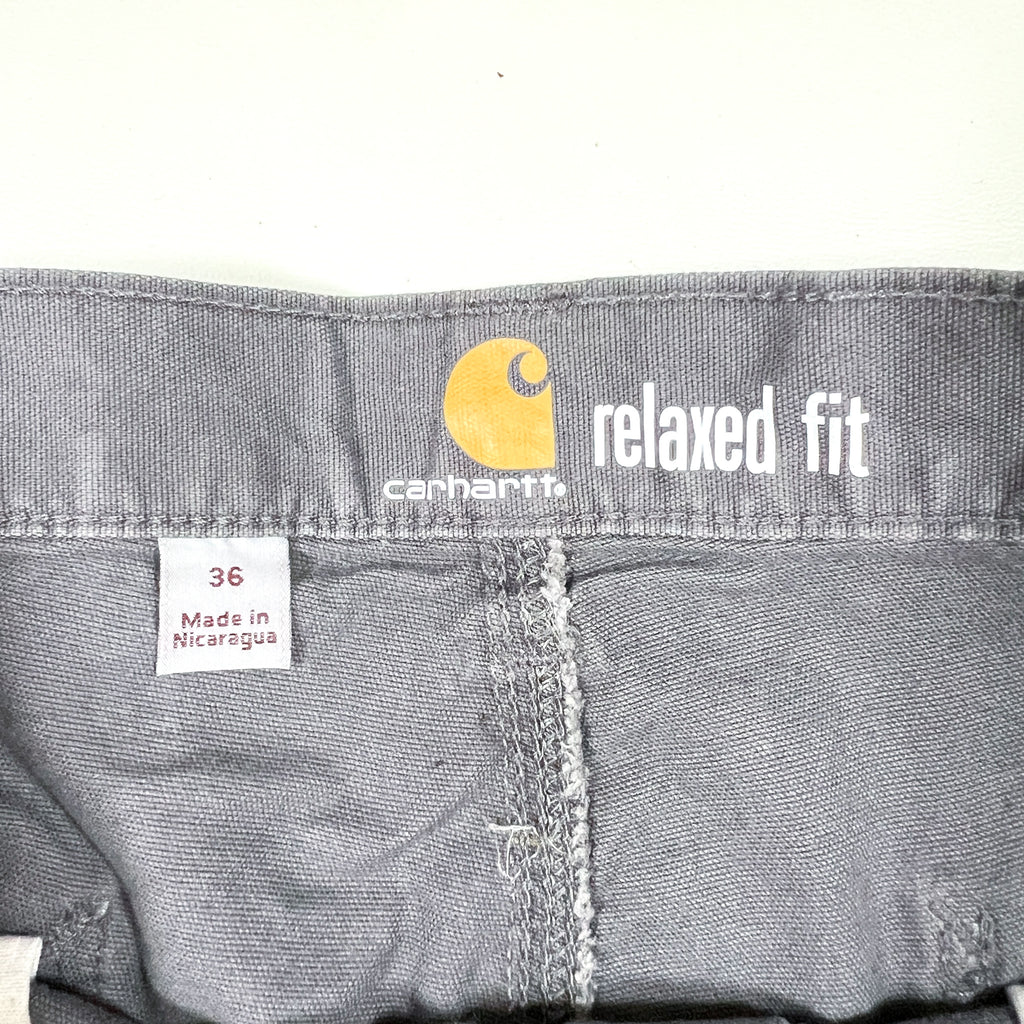 relaxed fit
carhartt.
36
Made in
Nicaragua